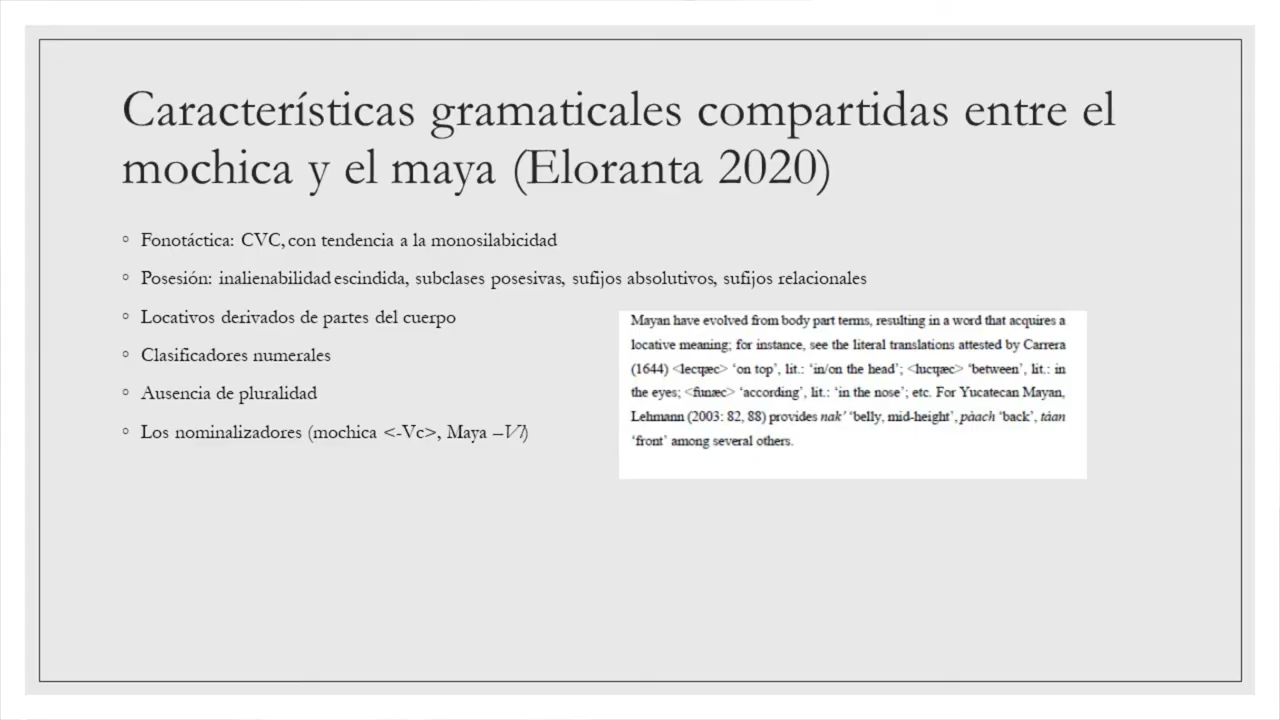 Características gramaticales compartidas entre el
mochica y el maya (Eloranta 2020)
◦ Fonotáctica: CVC, con tendencia a la monosilabicidad
◦ Posesión: inalienabilidad escindida, subclases posesivas, sufijos absolutivos, sufijos relacionales
◦ Locativos derivados de partes del cuerpo
◦ Clasificadores numerales
◦ Ausencia de pluralidad
◦ Los nominalizadores (mochica <-Vc>, Maya –Vl)
Mayan have evolved from body part terms, resulting in a word that acquires a
locative meaning; for instance, see the literal translations attested by Carrera
(1644) 'on top', lit.: 'in/on the head'; 'between', lit.: in
the eyes; <funæc> 'according', lit.: 'in the nose'; etc. For Yucatecan Mayan,
Lehmann (2003: 82, 88) provides nak' 'belly, mid-height', pàach 'back', táan
'front' among several others.